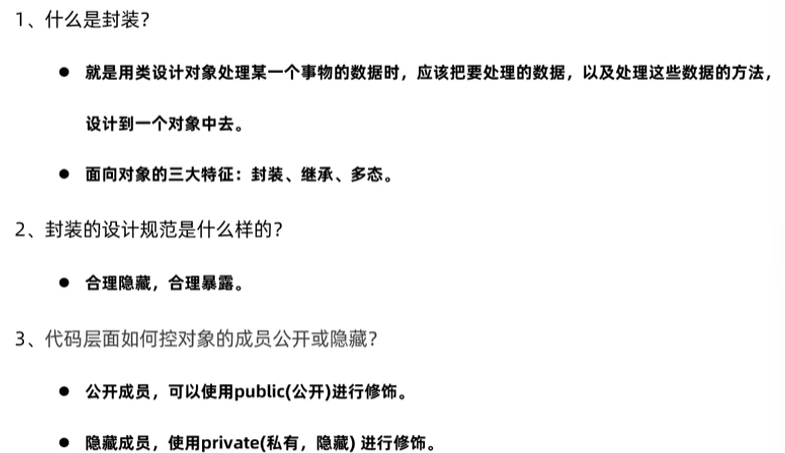 1、什么是封装？
● 就是用类设计对象处理某一个事物的数据时，应该把要处理的数据，以及处理这些数据的方法，
设计到一个对象中去。
● 面向对象的三大特征：封装、继承、多态。
2、封装的设计规范是什么样的？
● 合理隐藏，合理暴露。
3、代码层面如何控对象的成员公开或隐藏？
● 公开成员，可以使用public(公开)进行修饰。
● 隐藏成员，使用private(私有，隐藏) 进行修饰。